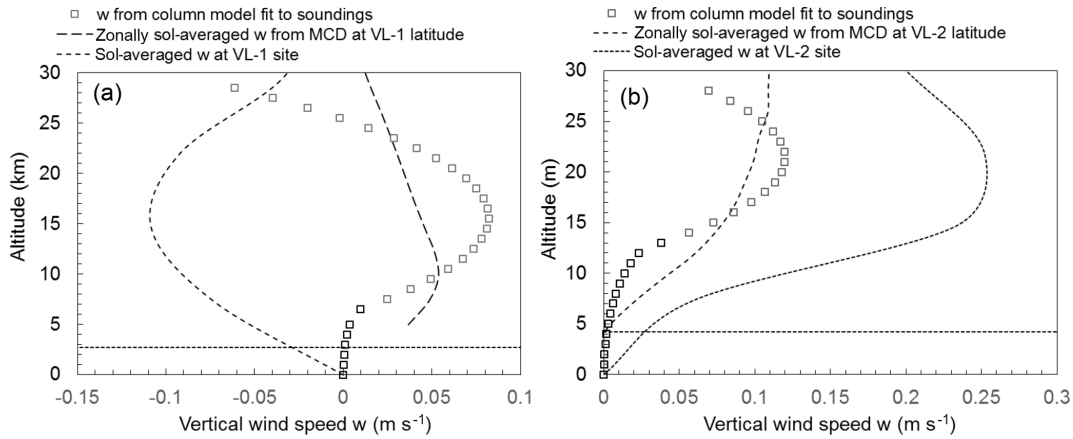 w from column model fit to soundings
Zonally sol-averaged w from MCD at VL-1 latitude
Sol-averaged w at VL-1 site
(a)
Altitude (km)
30
25
20
15
10
5
0
-0.15
-0.1
-0.05
0
0.05
0.1
Vertical wind speed w (m s⁻¹)
w from column model fit to soundings
Zonally sol-averaged w from MCD at VL-2 latitude
Sol-averaged w at VL-2 site
(b)
Altitude (m)
30
25
20
15
10
5
0
0
0.05
0.1
0.15
0.2
0.25
0.3
Vertical wind speed w (m s⁻¹)